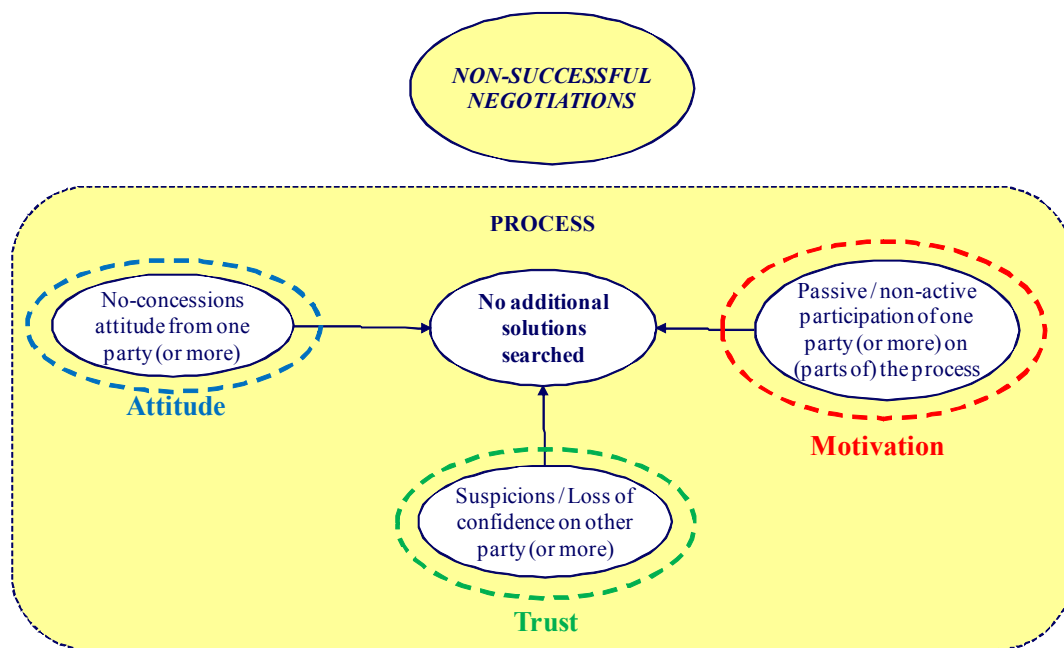 NON-SUCCESSFUL
NEGOTIATIONS
PROCESS
No-concessions
attitude from one
party (or more)
Attitude
No additional
solutions
searched
Passive / non-active
participation of one
party (or more) on
(parts of) the process
Motivation
Suspicions / Loss of
confidence on other
party (or more)
Trust